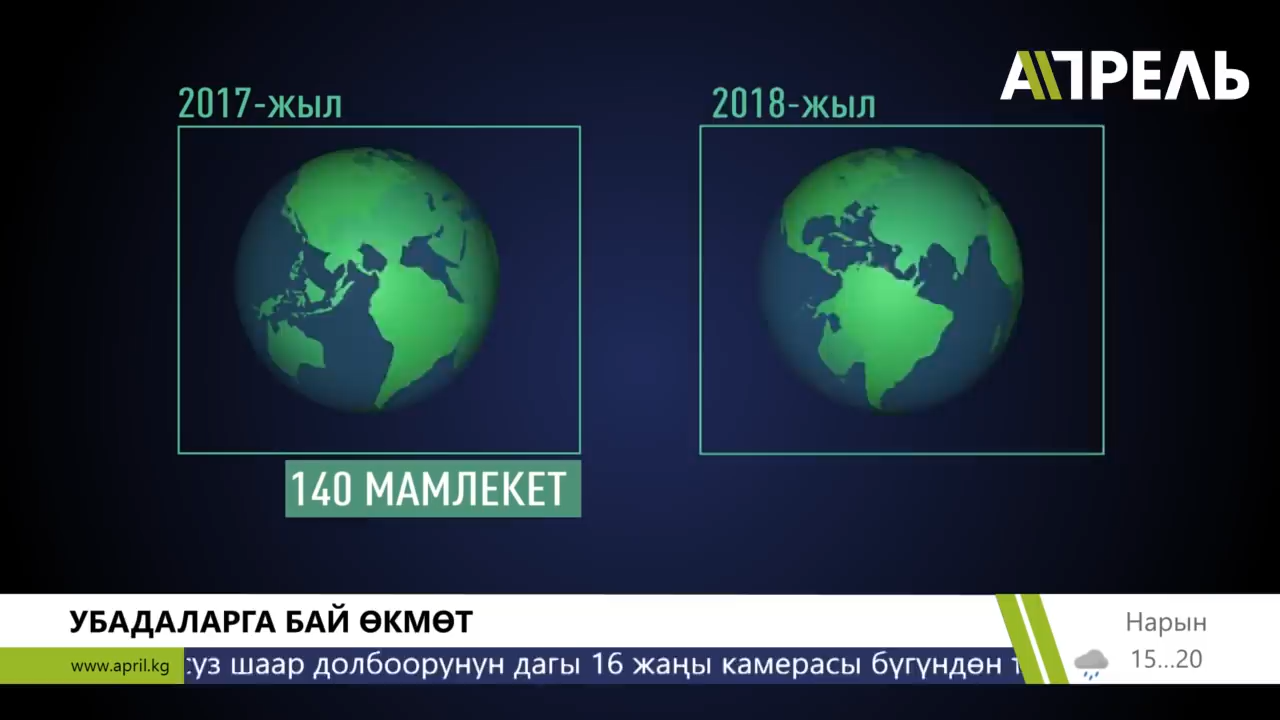 АПРЕЛЬ
2017-жыл
2018-жыл
140 МАМЛЕКЕТ
УБАДАЛАРГА БАЙ ӨКМӨТ
Нарын
15...20
www.april.kg
шаар долбоорунун дагы 16 жаңы камерасы бүгүндөн